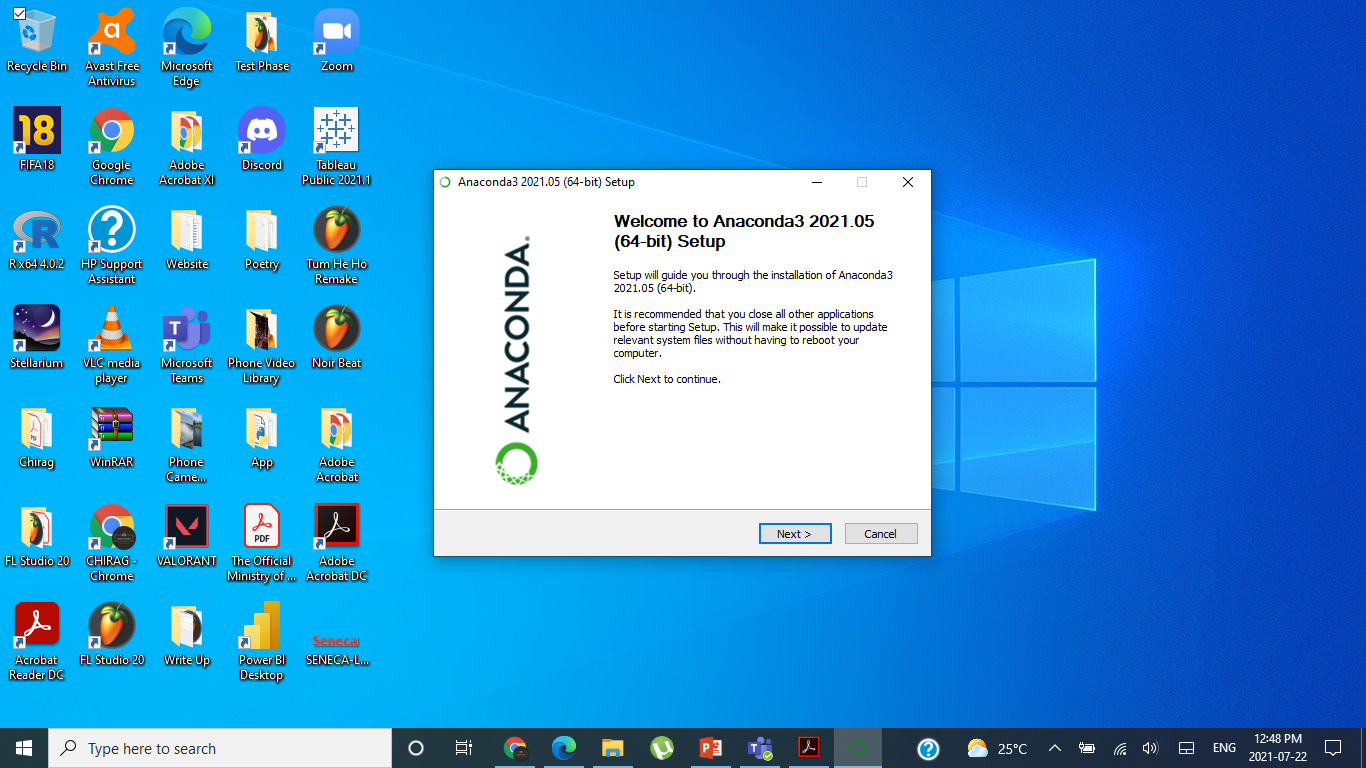 Recycle Bin
Avast Free
Antivirus
Microsoft
Edge
Test Phase
Zoom
18
FIFA18
Google
Chrome
Adobe
Acrobat XI
Discord
Tableau
Public 2021.1
R
R x64 4.0.2
?
HP Support
Assistant
Website
Poetry
Tum He Ho
Remake
Stellarium
VLC media
player
T
Microsoft
Teams
Phone Video
Library
Noir Beat
PDF
Chirag
WinRAR
Phone
Came...
App
Adobe
Acrobat
FL Studio 20
CHIRAG -
Chrome
VALORANT
PDF
The Official
Ministry of ...
Adobe
Acrobat DC
Acrobat
Reader DC
FL Studio 20
Write Up
Power BI
Desktop
Seneca
SENECA-L...
Anaconda3 2021.05 (64-bit) Setup
ANACONDA.
Welcome to Anaconda3 2021.05
(64-bit) Setup
Setup will guide you through the installation of Anaconda3
2021.05 (64-bit).
It is recommended that you close all other applications
before starting Setup. This will make it possible to update
relevant system files without having to reboot your
computer.
Click Next to continue.
Next >
Cancel
Type here to search
25°C
ENG
12:48 PM
2021-07-22